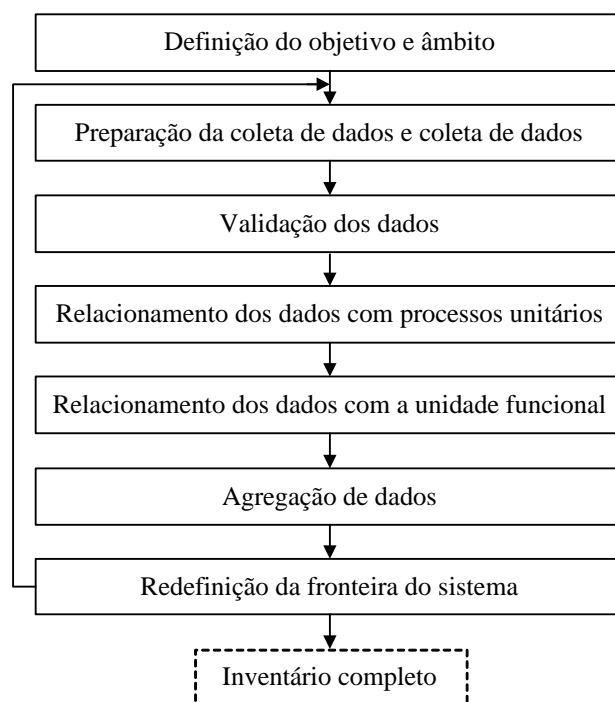 Definição do objetivo e âmbito
Preparação da coleta de dados e coleta de dados
Validação dos dados
Relacionamento dos dados com processos unitários
Relacionamento dos dados com a unidade funcional
Agregação de dados
Redefinição da fronteira do sistema
Inventário completo